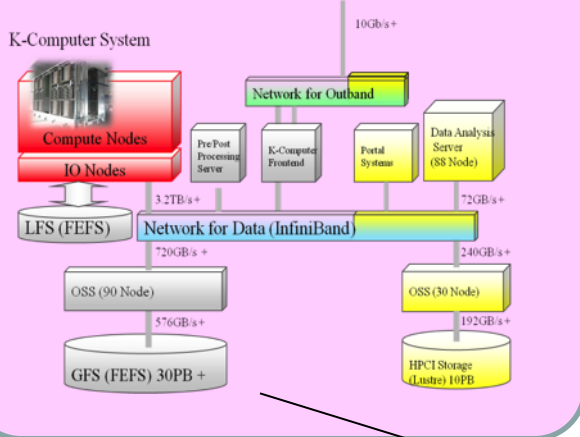 10Gb/s+
K-Computer System
Network for Outband
Compute Nodes
IO Nodes
Pre/Post
Processing
Server
K-Computer
Frontend
Portal
Systems
Data Analysis
Server
(88 Node)
3.2TB/s+
72GB/s+
LFS (FEFS)
Network for Data (InfiniBand)
720GB/s +
240GB/s+
OSS (90 Node)
OSS (30 Node)
576GB/s+
192GB/s+
GFS (FEFS) 30PB +
HPCI Storage
(Lustre) 10PB